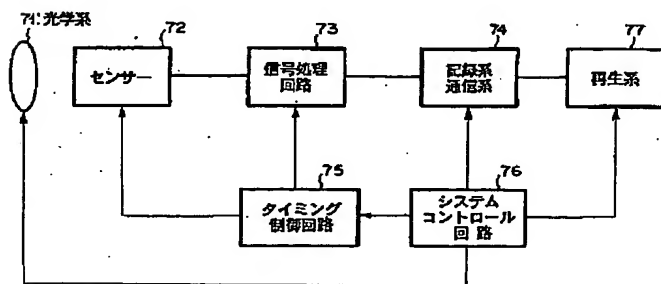 71:光学系
72
センサー
73
信号処理
回路
74
記録系
通信系
77
再生系
75
タイミング
制御回路
76
システム
コントロール
回路